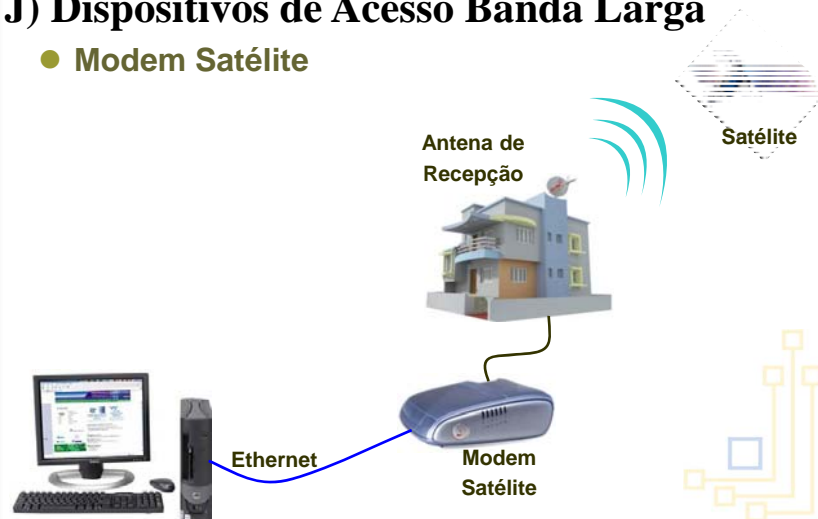 J) Dispositivos de Acesso Banda Larga
Modem Satélite
Antena de
Recepção
Satélite
Ethernet
Modem
Satélite